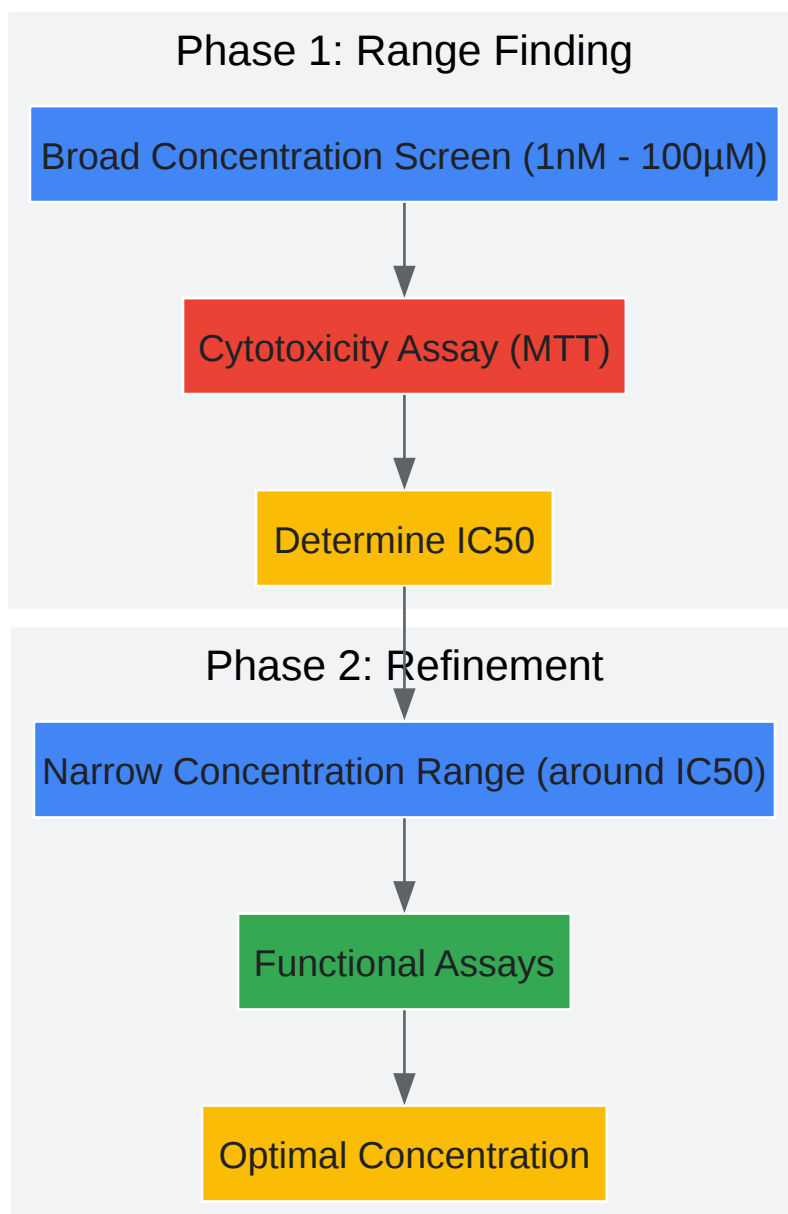 Phase 1: Range Finding
Broad Concentration Screen (1nM - 100µM)
Cytotoxicity Assay (MTT)
Determine IC50
Phase 2: Refinement
Narrow Concentration Range (around IC50)
Functional Assays
Optimal Concentration